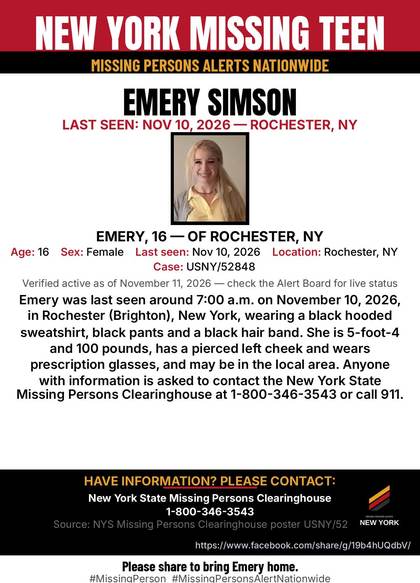 NEW YORK MISSING TEEN
MISSING PERSONS ALERTS NATIONWIDE
EMERY SIMSON
LAST SEEN: NOV 10, 2026 — ROCHESTER, NY
EMERY, 16 — OF ROCHESTER, NY
Age: 16 Sex: Female Last seen: Nov 10, 2026 Location: Rochester, NY
Case: USNY/52848
Verified active as of November 11, 2026 — check the Alert Board for live status
Emery was last seen around 7:00 a.m. on November 10, 2026,
in Rochester (Brighton), New York, wearing a black hooded
sweatshirt, black pants and a black hair band. She is 5-foot-4
and 100 pounds, has a pierced left cheek and wears
prescription glasses, and may be in the local area. Anyone
with information is asked to contact the New York State
Missing Persons Clearinghouse at 1-800-346-3543 or call 911.
HAVE INFORMATION? PLEASE CONTACT:
New York State Missing Persons Clearinghouse
1-800-346-3543
Source: NYS Missing Persons Clearinghouse poster USNY/52
NEW YORK
https://www.facebook.com/share/g/19b4hUQdbV/
Please share to bring Emery home.
#MissingPerson #MissingPersonsAlertNationwide